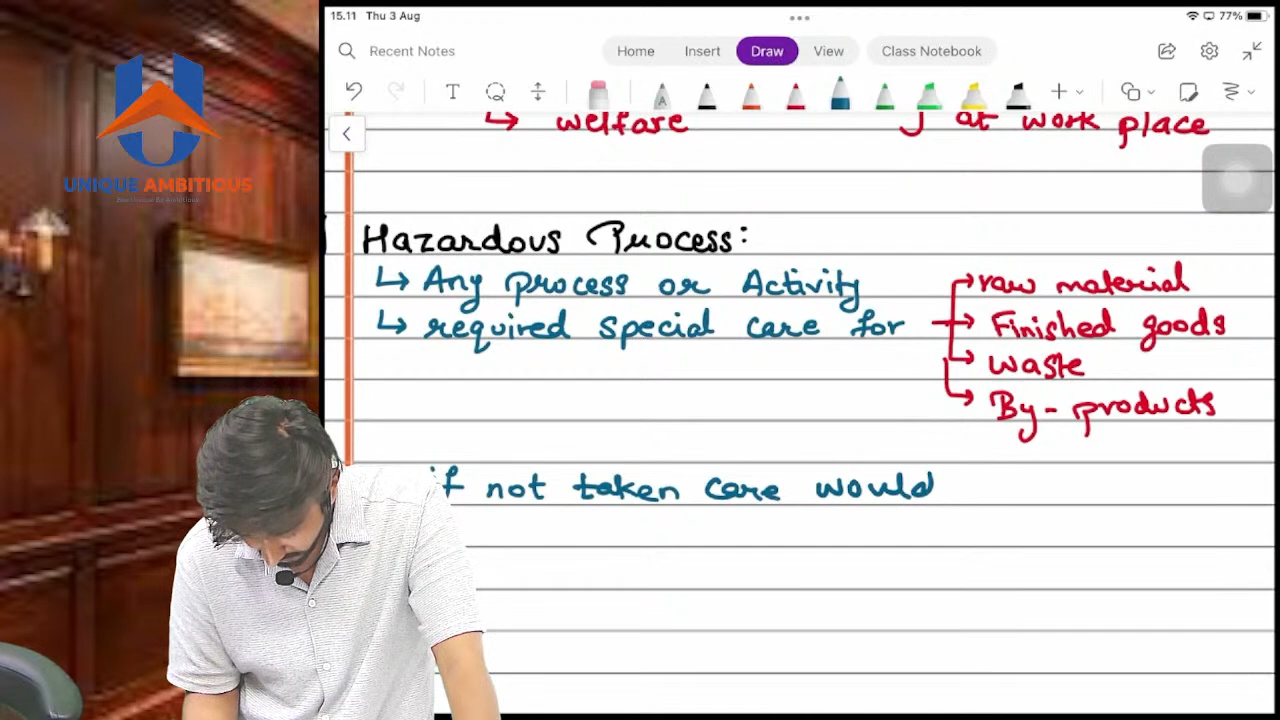 15.11 Thu 3 Aug
77%
Recent Notes
Home Insert Draw View Class Notebook
↳ welfare at work place
UNIQUE AMBITIOUS
Hazardous Process:
↳ Any process or Activity
↳ required special care for
→ raw material
→ Finished goods
→ waste
→ By-products
if not taken care would